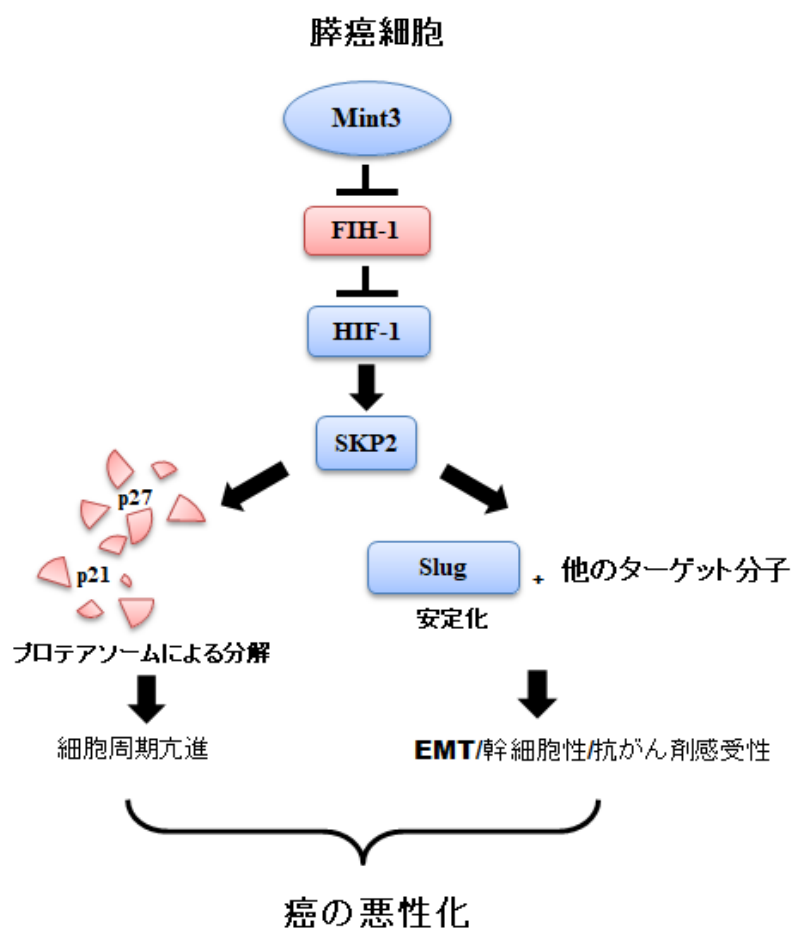 膵癌細胞
Mint3
FIH-1
HIF-1
SKP2
p27
p21
プロテアソームによる分解
細胞周期亢進
Slug + 他のターゲット分子
安定化
EMT/幹細胞性/抗がん剤感受性
癌の悪性化